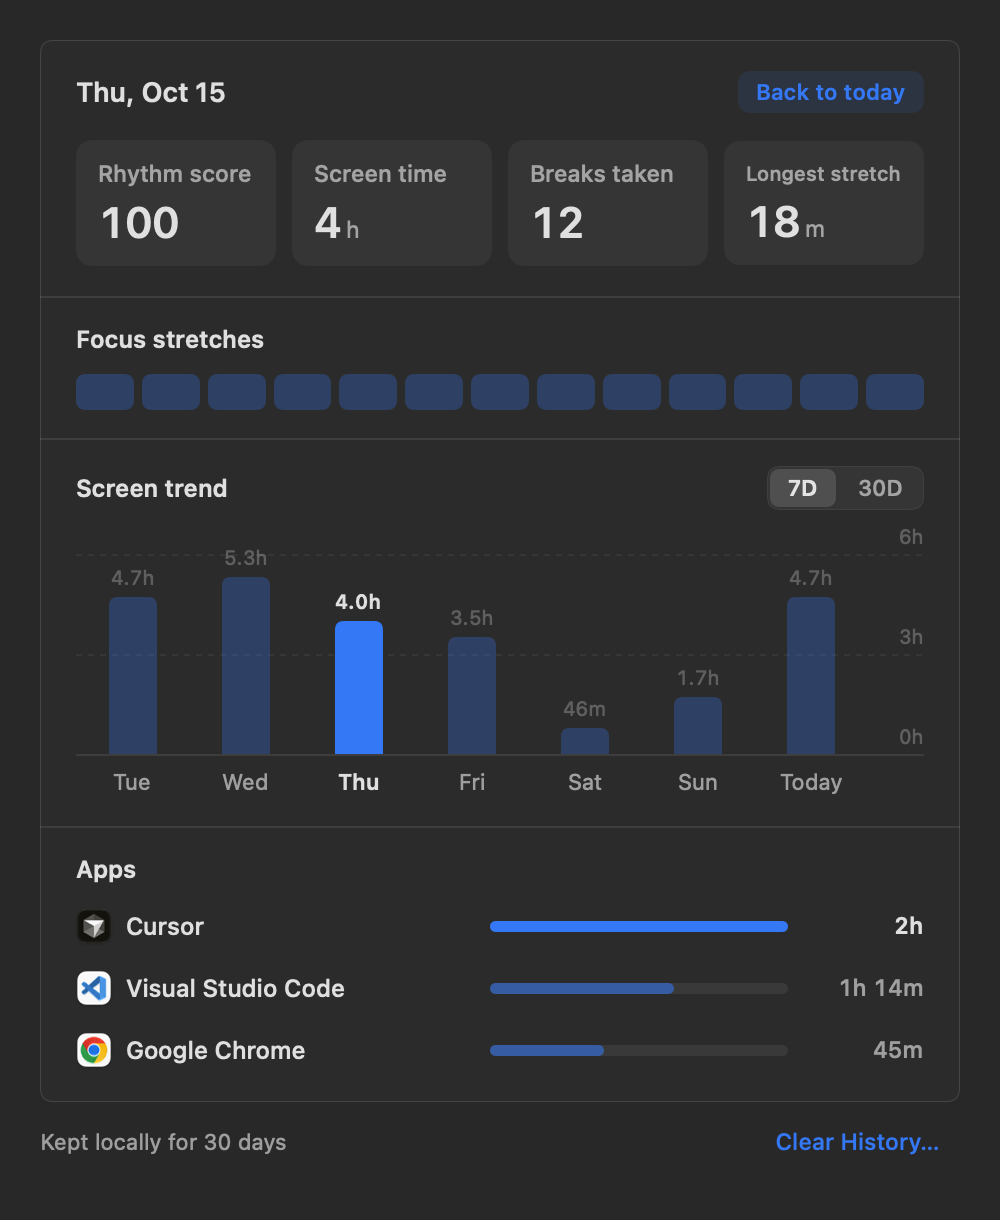 Thu, Oct 15
Back to today
Rhythm score
Screen time
Breaks taken
Longest stretch
100
4 h
12
18 m
Focus stretches
Screen trend
7D
30D
6h
5.3h
4.7h
4.7h
4.0h
3.5h
3h
1.7h
46m
0h
Tue
Wed
Thu
Fri
Sat
Sun
Today
Apps
Cursor
2h
Visual Studio Code
1h 14m
Google Chrome
45m
Kept locally for 30 days
Clear History...